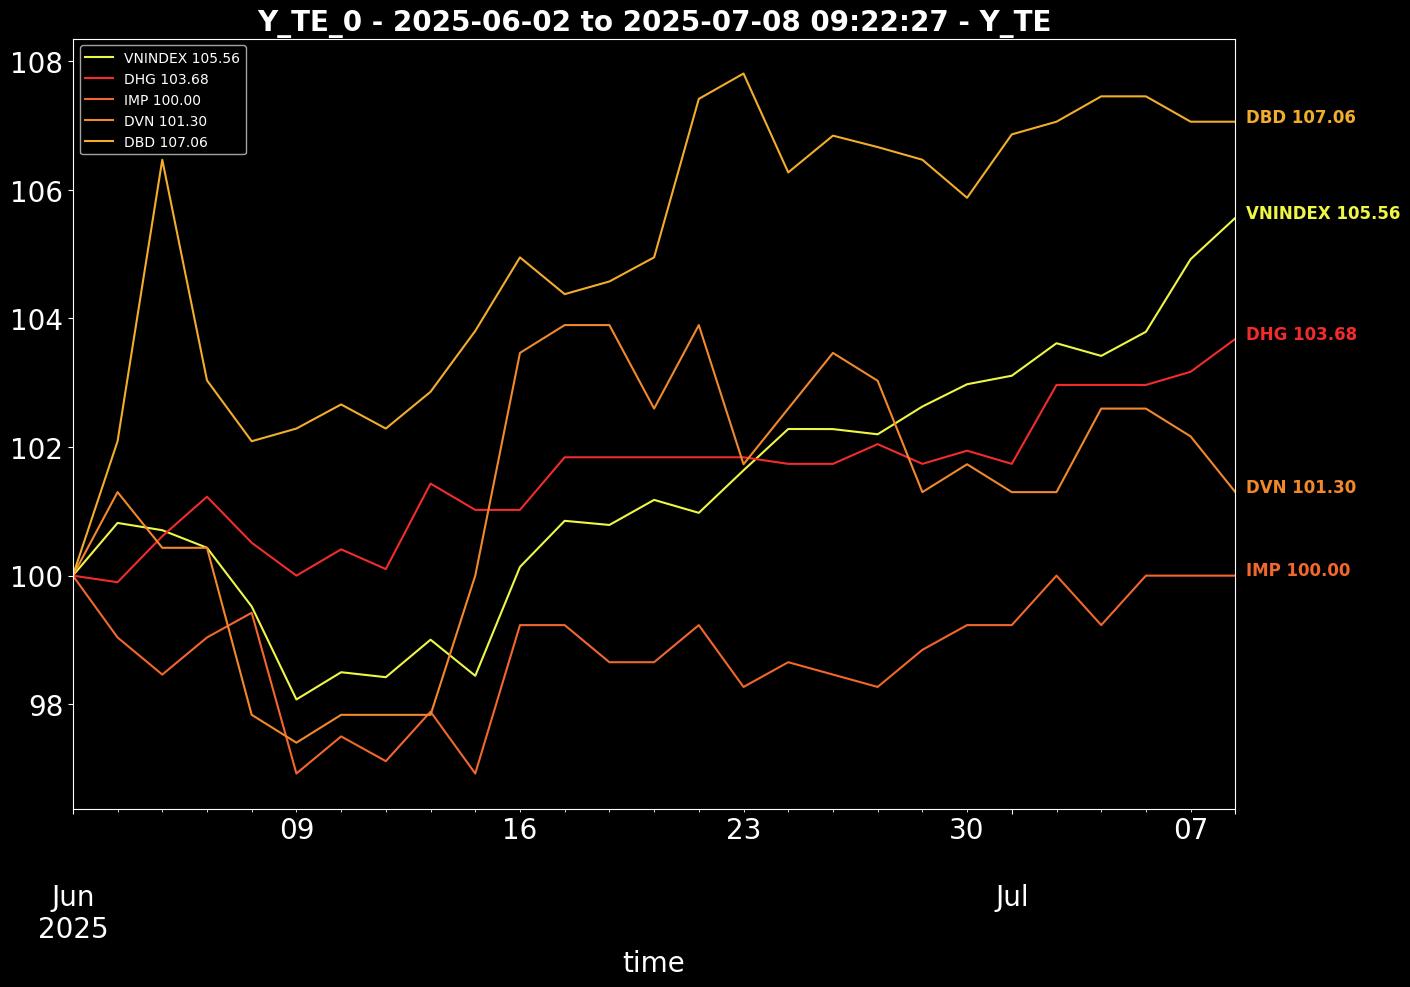 Y_TE_0 - 2025-06-02 to 2025-07-08 09:22:27 - Y_TE
VNINDEX 105.56
DHG 103.68
IMP 100.00
DVN 101.30
DBD 107.06
108
106
104
102
100
98
DBD 107.06
VNINDEX 105.56
DHG 103.68
DVN 101.30
IMP 100.00
09 16 23 30 07
Jun Jul
2025
time